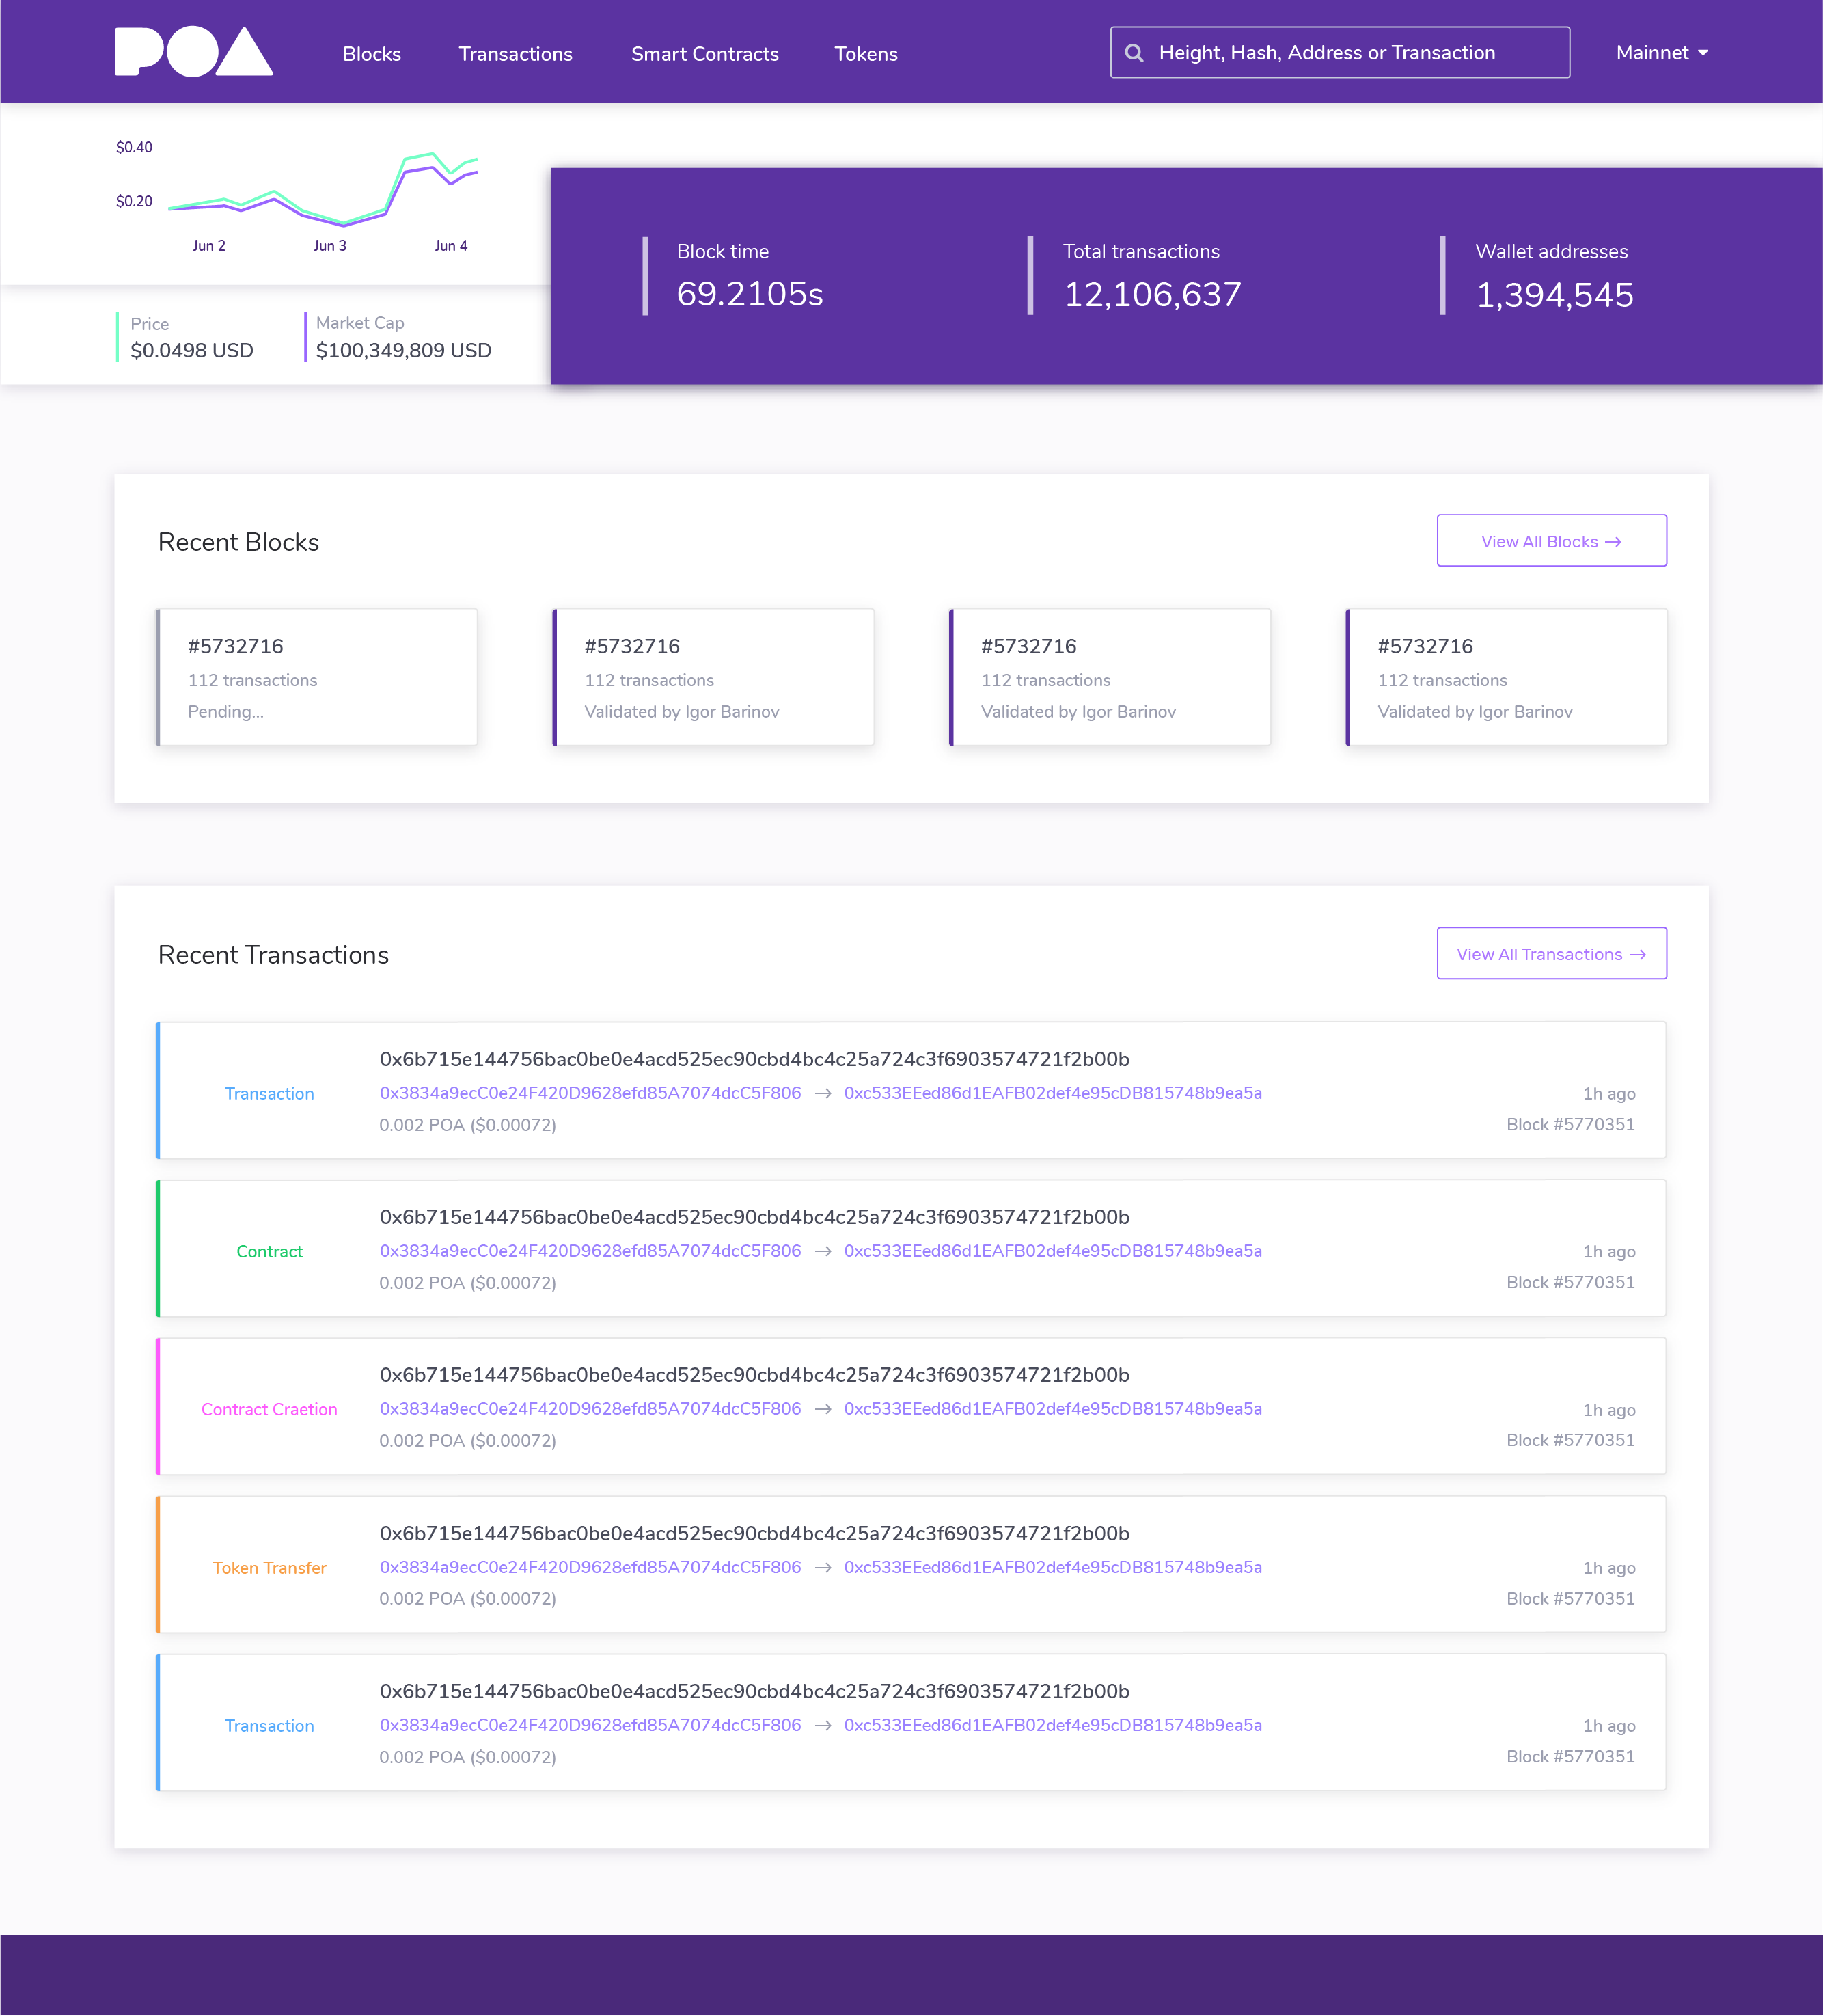 POA
Blocks
Transactions
Smart Contracts
Tokens
Height, Hash, Address or Transaction
Mainnet
$0.40
$0.20
Jun 2
Jun 3
Jun 4
Price
$0.0498 USD
Market Cap
$100,349,809 USD
Block time
69.2105s
Total transactions
12,106,637
Wallet addresses
1,394,545
Recent Blocks
View All Blocks →
#5732716
112 transactions
Pending...
#5732716
112 transactions
Validated by Igor Barinov
#5732716
112 transactions
Validated by Igor Barinov
#5732716
112 transactions
Validated by Igor Barinov
Recent Transactions
View All Transactions →
Transaction
0x6b715e144756bac0be0e4acd525ec90cbd4bc4c25a724c3f6903574721f2b00b
0x3834a9ecC0e24F420D9628efd85A7074dcC5F806 → 0xc533EEed86d1EAFB02def4e95cDB815748b9ea5a
0.002 POA ($0.00072)
1h ago
Block #5770351
Contract
0x6b715e144756bac0be0e4acd525ec90cbd4bc4c25a724c3f6903574721f2b00b
0x3834a9ecC0e24F420D9628efd85A7074dcC5F806 → 0xc533EEed86d1EAFB02def4e95cDB815748b9ea5a
0.002 POA ($0.00072)
1h ago
Block #5770351
Contract Craetion
0x6b715e144756bac0be0e4acd525ec90cbd4bc4c25a724c3f6903574721f2b00b
0x3834a9ecC0e24F420D9628efd85A7074dcC5F806 → 0xc533EEed86d1EAFB02def4e95cDB815748b9ea5a
0.002 POA ($0.00072)
1h ago
Block #5770351
Token Transfer
0x6b715e144756bac0be0e4acd525ec90cbd4bc4c25a724c3f6903574721f2b00b
0x3834a9ecC0e24F420D9628efd85A7074dcC5F806 → 0xc533EEed86d1EAFB02def4e95cDB815748b9ea5a
0.002 POA ($0.00072)
1h ago
Block #5770351
Transaction
0x6b715e144756bac0be0e4acd525ec90cbd4bc4c25a724c3f6903574721f2b00b
0x3834a9ecC0e24F420D9628efd85A7074dcC5F806 → 0xc533EEed86d1EAFB02def4e95cDB815748b9ea5a
0.002 POA ($0.00072)
1h ago
Block #5770351